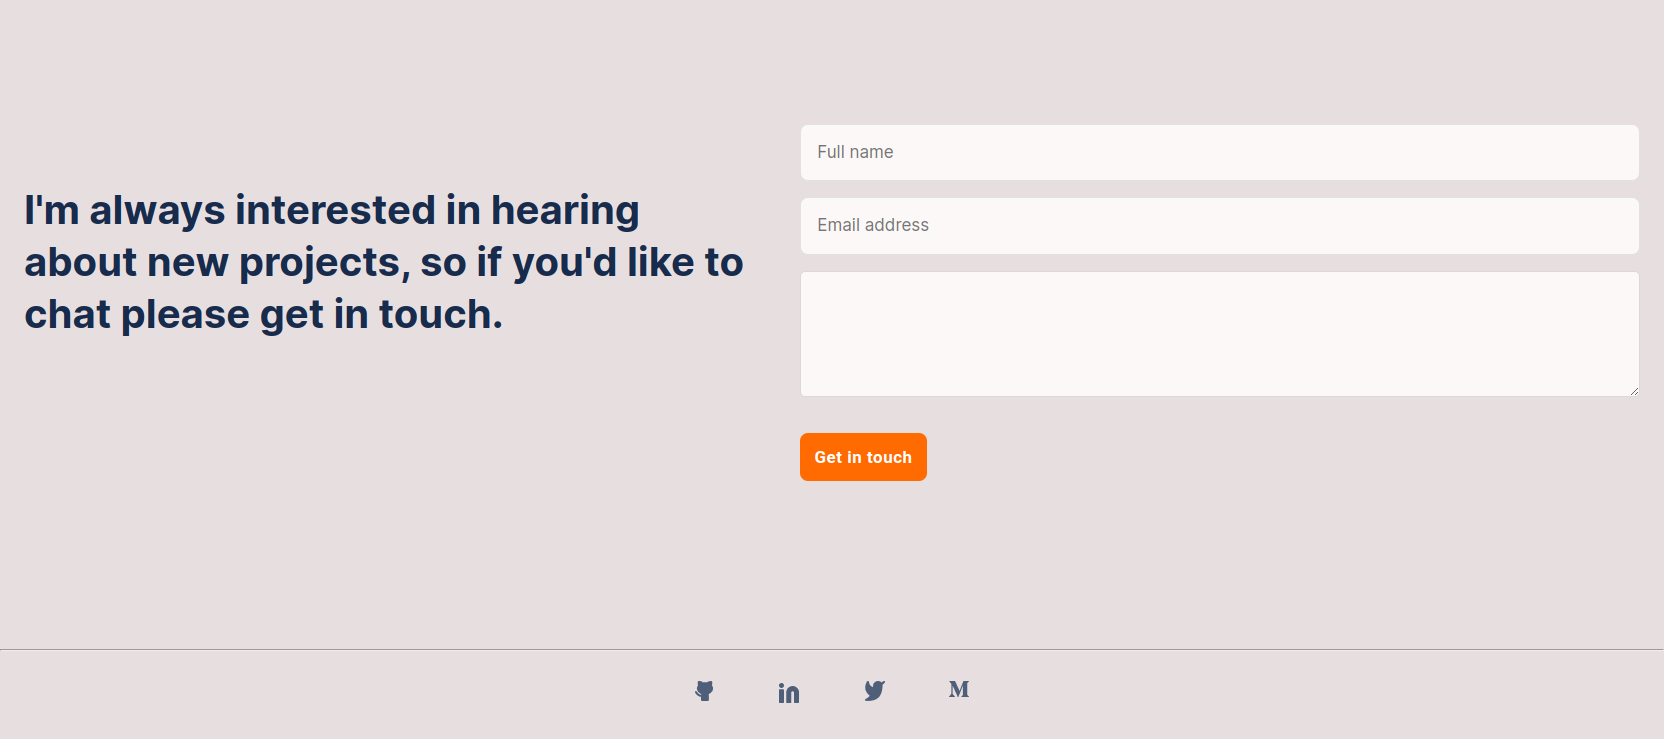 I'm always interested in hearing
about new projects, so if you'd like to
chat please get in touch.
Full name
Email address
Get in touch